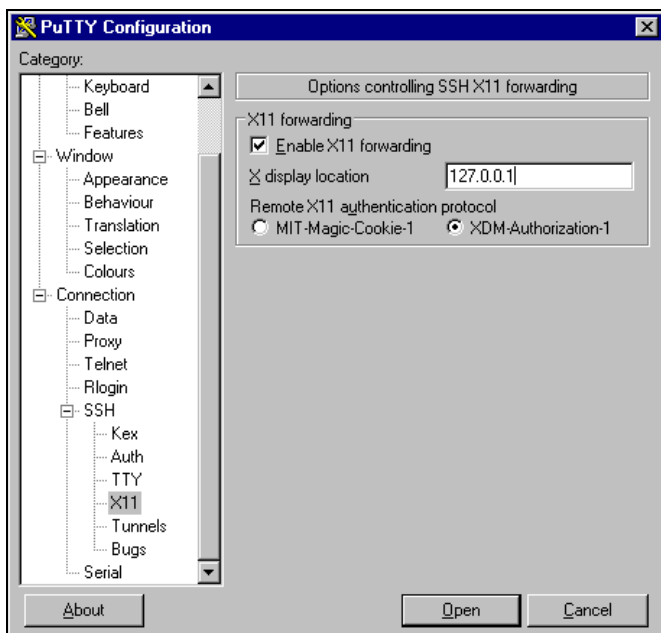 PuTTY Configuration
Category:
Keyboard
Bell
Features
Window
Appearance
Behaviour
Translation
Selection
Colours
Connection
Data
Proxy
Telnet
Rlogin
SSH
Kex
Auth
TTY
X11
Tunnels
Bugs
Serial
Options controlling SSH X11 forwarding
X11 forwarding
Enable X11 forwarding
X display location 127.0.0.1
Remote X11 authentication protocol
MIT-Magic-Cookie-1 XDM-Authorization-1
About Open Cancel